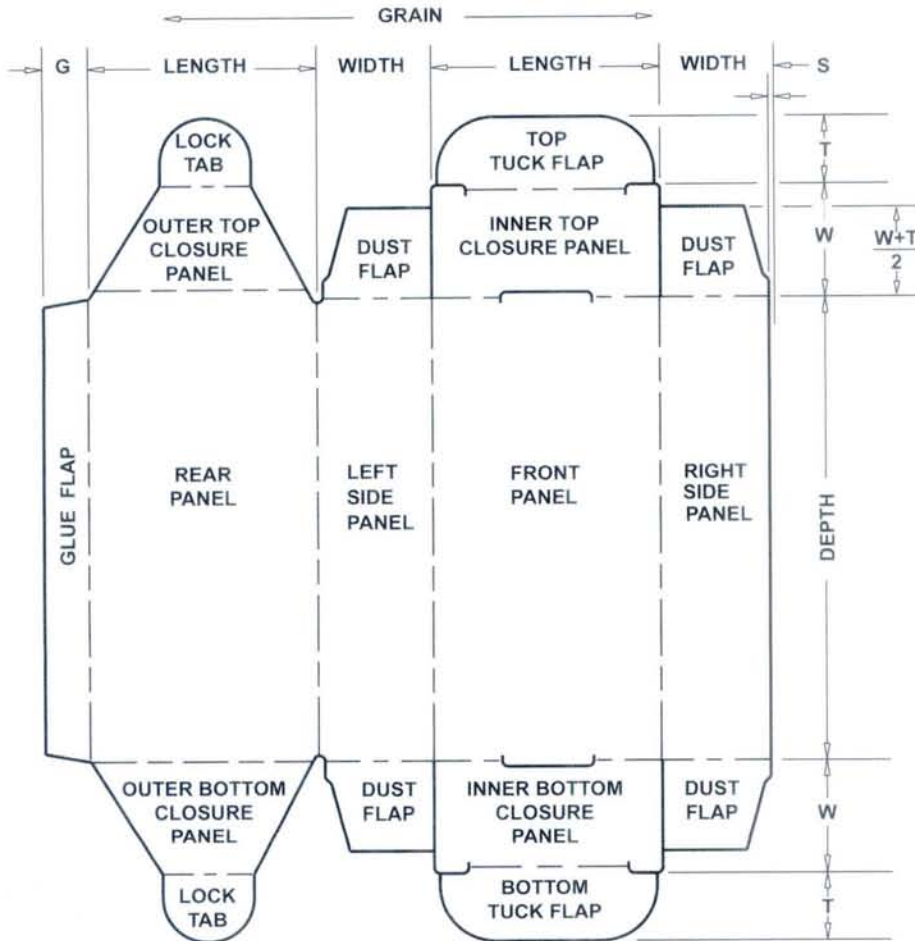 GRAIN
G
LENGTH
WIDTH
LENGTH
WIDTH
S
LOCK
TAB
TOP
TUCK FLAP
T
OUTER TOP
CLOSURE
PANEL
DUST
FLAP
INNER TOP
CLOSURE PANEL
DUST
FLAP
W
W+T
2
GLUE FLAP
REAR
PANEL
LEFT
SIDE
PANEL
FRONT
PANEL
RIGHT
SIDE
PANEL
DEPTH
OUTER BOTTOM
CLOSURE
PANEL
DUST
FLAP
INNER BOTTOM
CLOSURE
PANEL
DUST
FLAP
W
LOCK
TAB
BOTTOM
TUCK FLAP
T